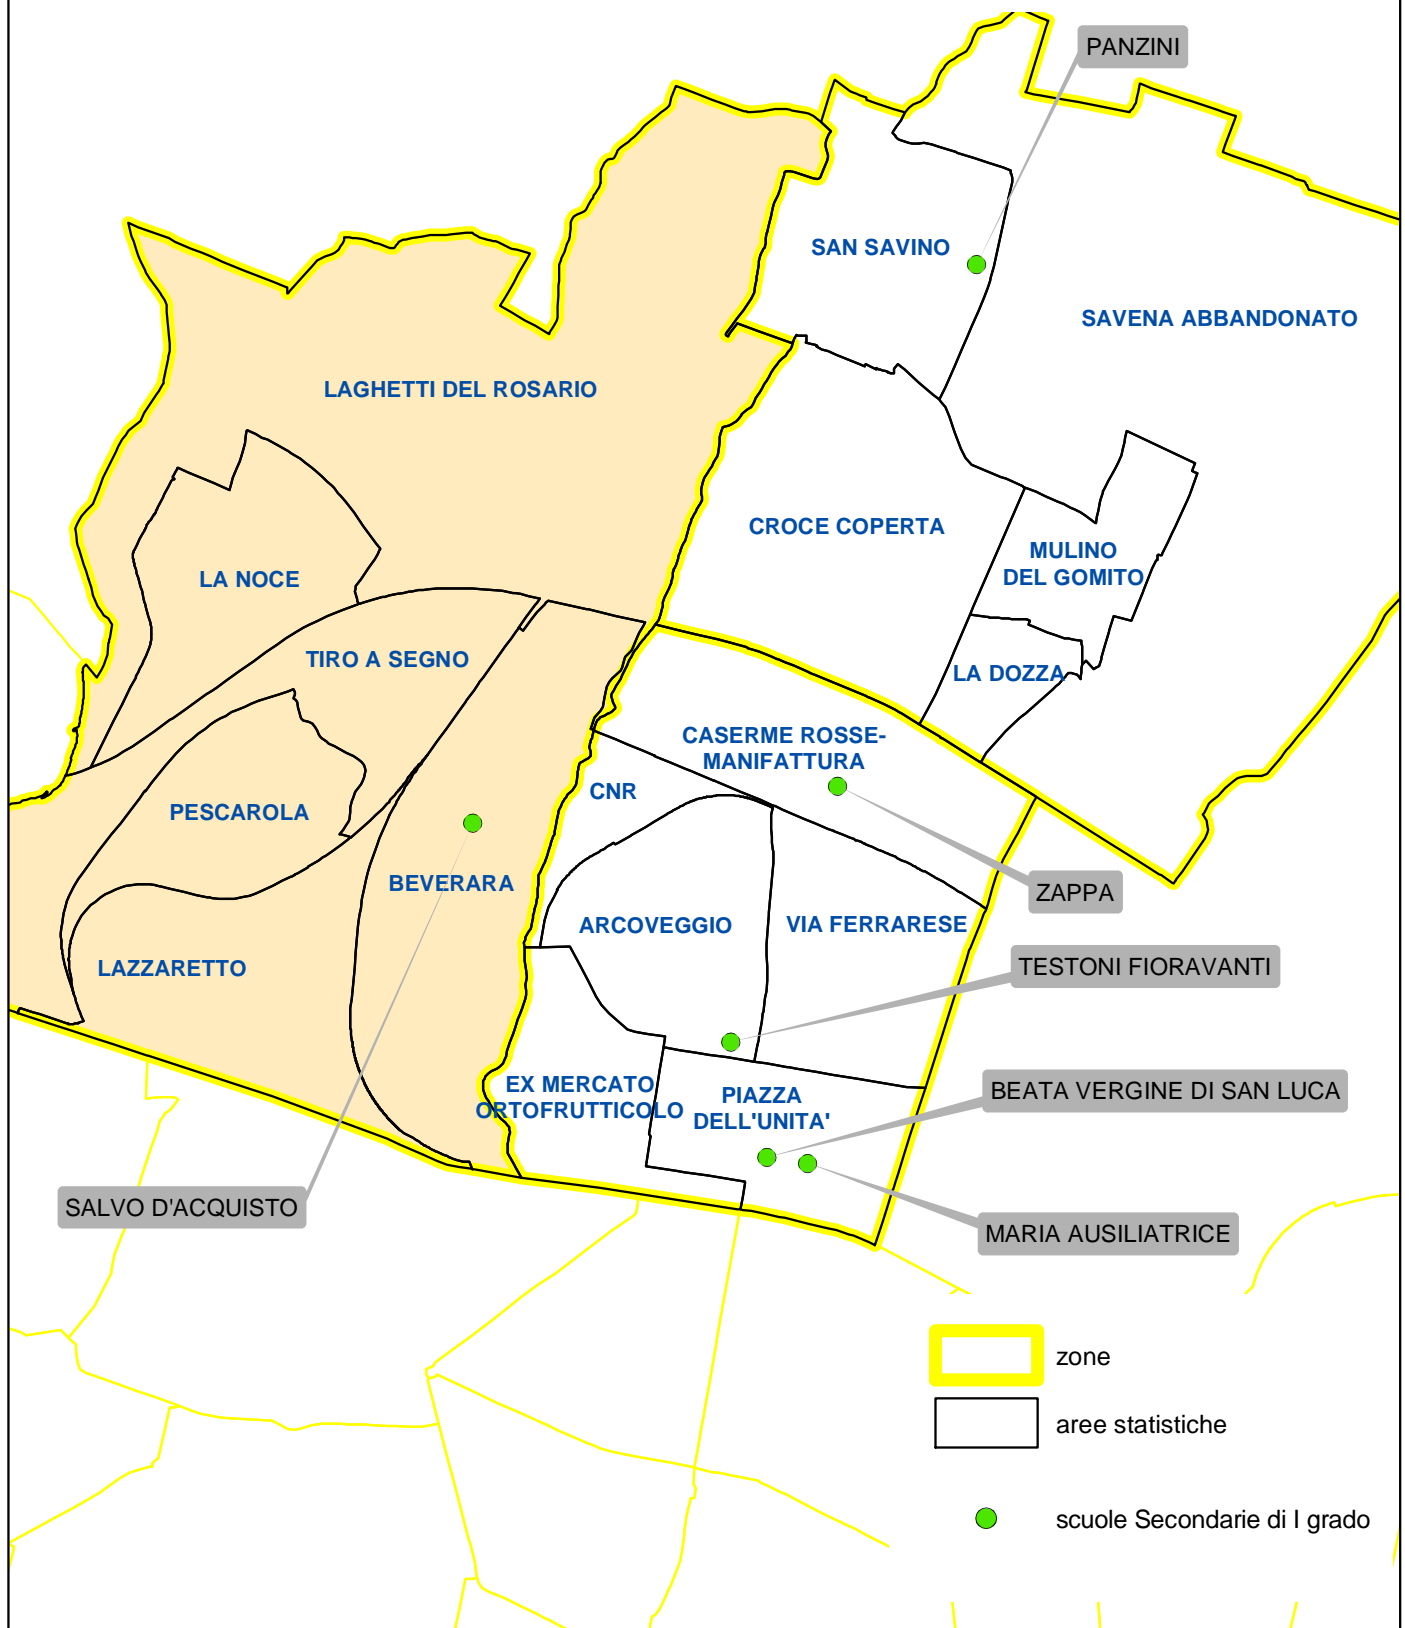 PANZINI
SAN SAVINO
SAVENA ABBANDONATO
LAGHETTI DEL ROSARIO
CROCE COPERTA
MULINO
DEL GOMITO
LA NOCE
TIRO A SEGNO
LA DOZZA
CASERME ROSSE-
MANIFATTURA
CNR
PESCAROLA
BEVERARA
ZAPPA
ARCOVEGGIO
VIA FERRARESE
LAZZARETTO
TESTONI FIORAVANTI
EX MERCATO
ORTOFRUTTICOLO
PIAZZA
DELL'UNITA'
BEATA VERGINE DI SAN LUCA
SALVO D'ACQUISTO
MARIA AUSILIATRICE
zone
aree statistiche
scuole Secondarie di I grado